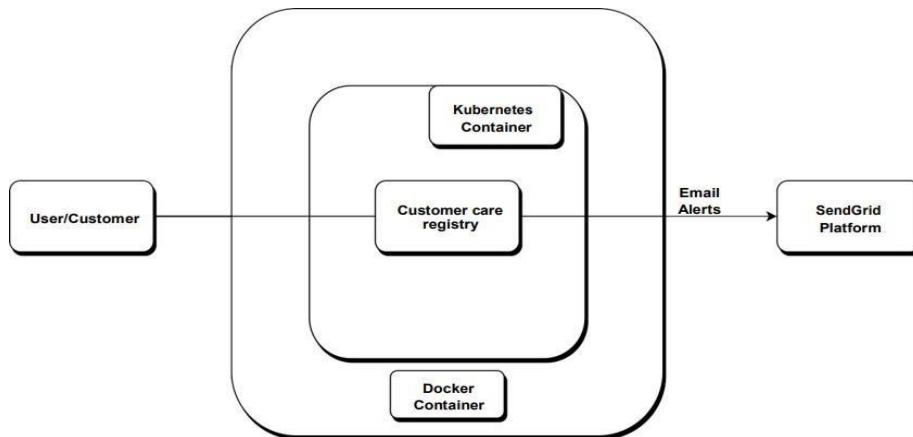 Kubernetes
Container
User/Customer
Customer care
registry
Email
Alerts
SendGrid
Platform
Docker
Container